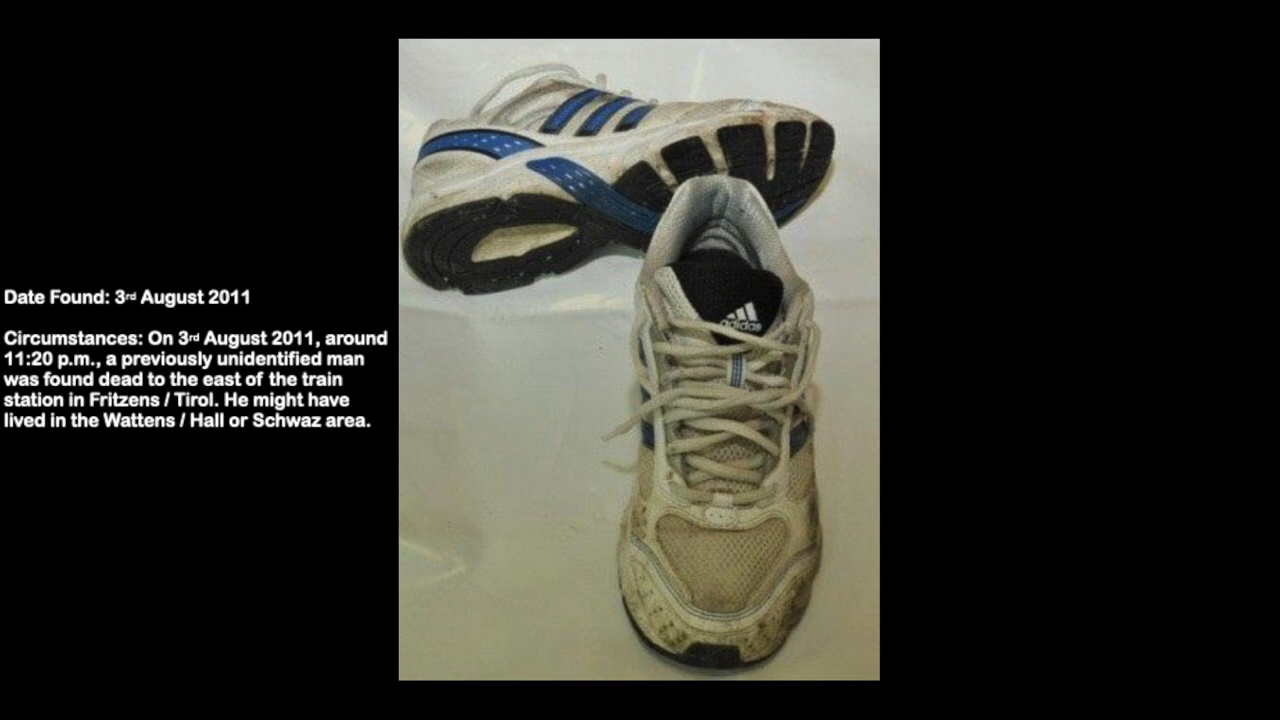 Date Found: 3rd August 2011
Circumstances: On 3rd August 2011, around
11:20 p.m., a previously unidentified man
was found dead to the east of the train
station in Fritzens / Tirol. He might have
lived in the Wattens / Hall or Schwaz area.
adidas